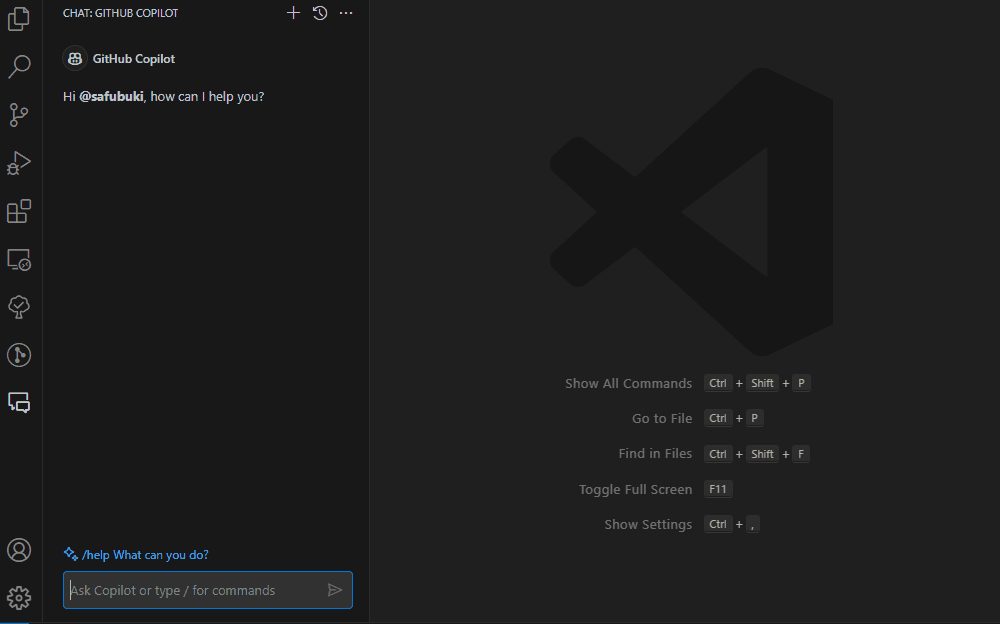 CHAT: GITHUB COPILOT
GitHub Copilot
Hi @safubuki, how can I help you?
Show All Commands Ctrl + Shift + P
Go to File Ctrl + P
Find in Files Ctrl + Shift + F
Toggle Full Screen F11
Show Settings Ctrl + ,
/help What can you do?
Ask Copilot or type / for commands